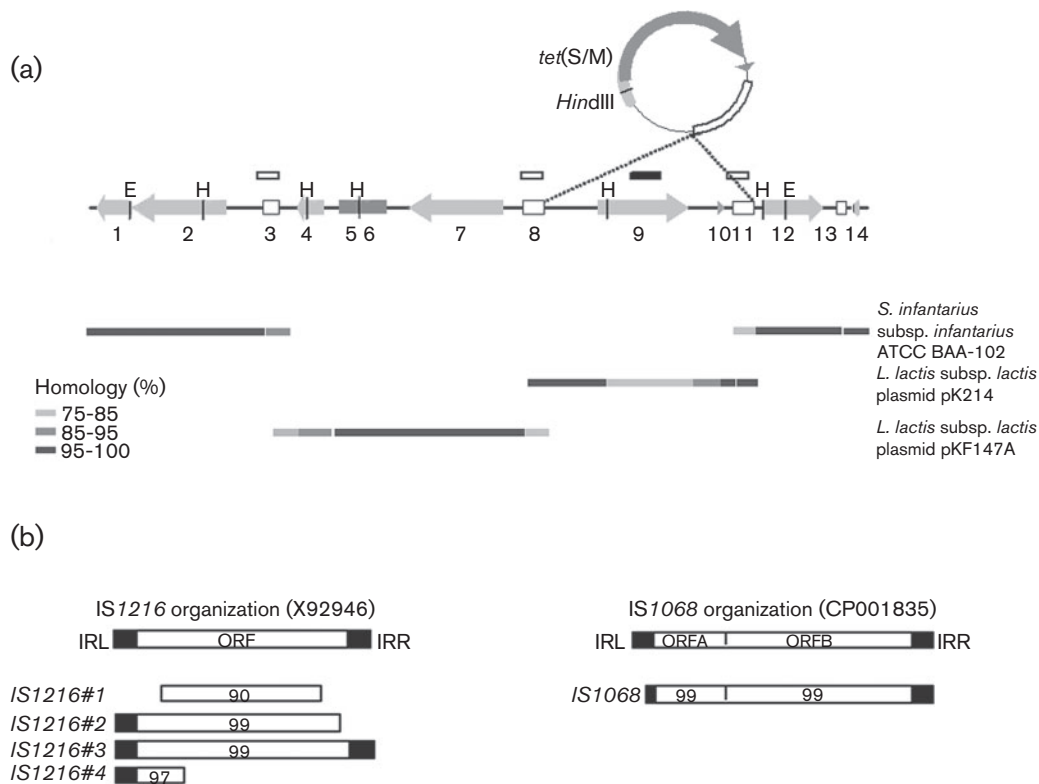 (a)
tet(S/M)
HindIII
E H H H H H E
1 2 3 4 5 6 7 8 9 10 11 12 13 14
S. infantarius
subsp. infantarius
ATCC BAA-102
L. lactis subsp. lactis
plasmid pK214
L. lactis subsp. lactis
plasmid pKF147A
Homology (%)
75-85
85-95
95-100
(b)
IS1216 organization (X92946)
IRL ORF IRR
IS1216#1 90
IS1216#2 99
IS1216#3 99
IS1216#4 97
IS1068 organization (CP001835)
IRL ORFA ORFB IRR
IS1068 99 99